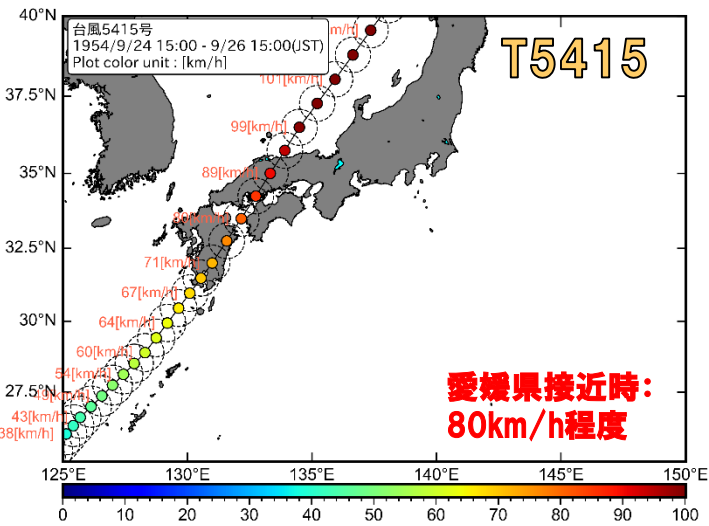 台風5415号
1954/9/24 15:00 - 9/26 15:00(JST)
Plot color unit : [km/h]
T5415
40°N
37.5°N
35°N
32.5°N
30°N
27.5°N
m/h]
101[km/h]
99[km/h]
89[km/h]
80[km/h]
71[km/h]
67[km/h]
64[km/h]
60[km/h]
54[km/h]
49[km/h]
43[km/h]
38[km/h]
愛媛県接近時:
80km/h程度
125°E 130°E 135°E 140°E 145°E 150°E
0 10 20 30 40 50 60 70 80 90 100